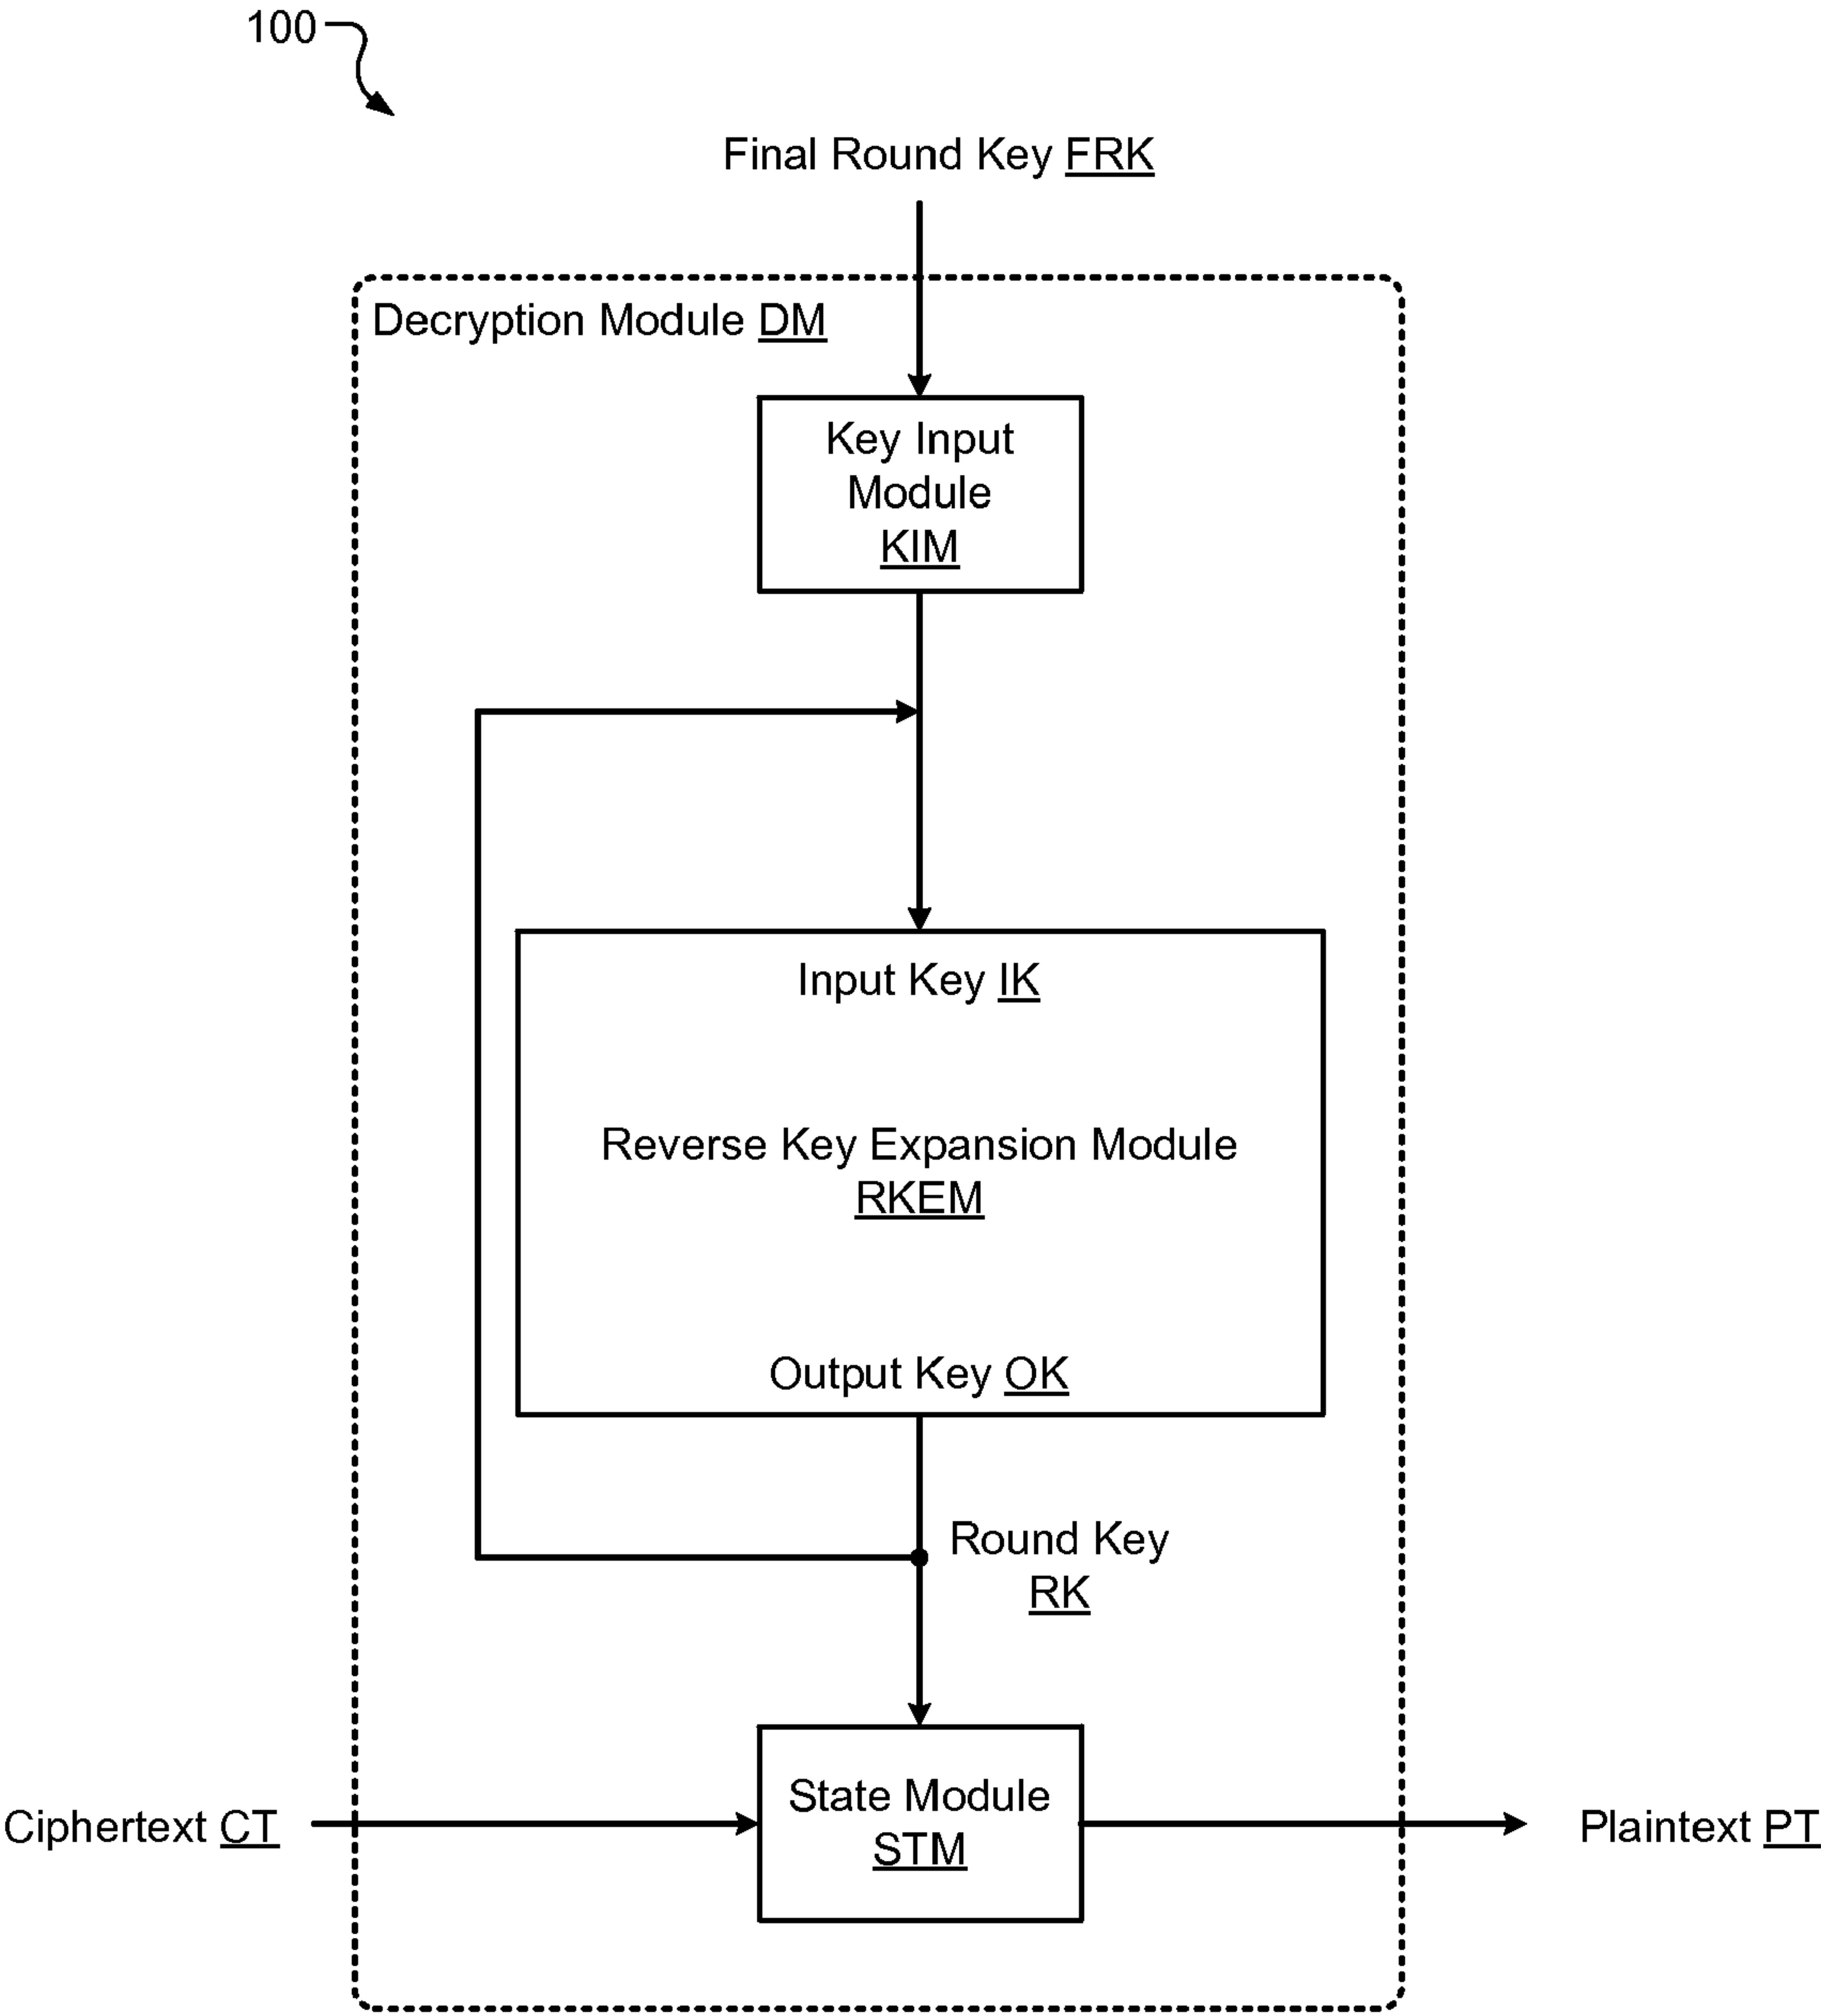 100
Final Round Key FRK
Decryption Module DM
Key Input
Module
KIM
Input Key IK
Reverse Key Expansion Module
RKEM
Output Key OK
Round Key
RK
State Module
STM
Ciphertext CT
Plaintext PT